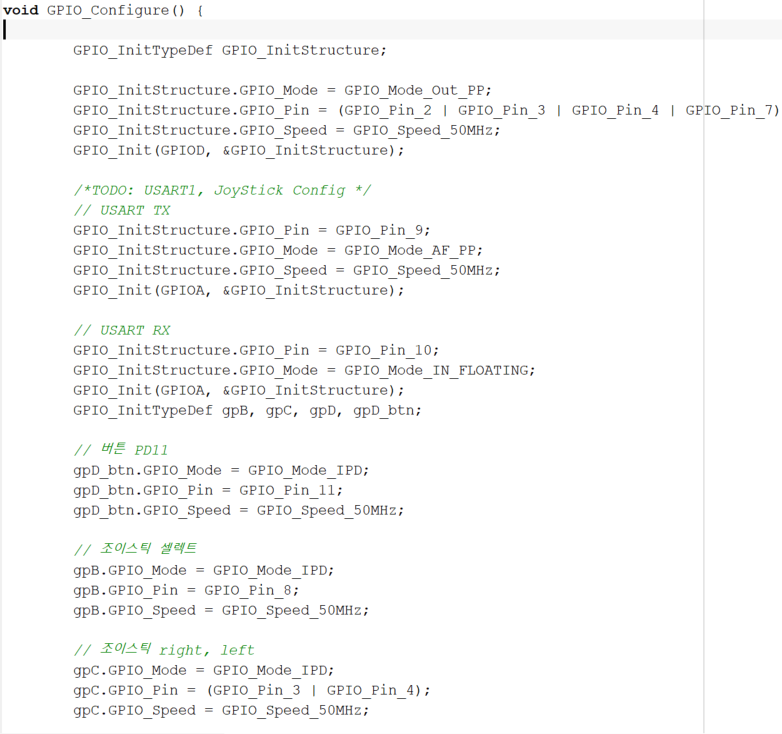 void GPIO_Configure() {
GPIO_InitTypeDef GPIO_InitStructure;
GPIO_InitStructure.GPIO_Mode = GPIO_Mode_Out_PP;
GPIO_InitStructure.GPIO_Pin = (GPIO_Pin_2 | GPIO_Pin_3 | GPIO_Pin_4 | GPIO_Pin_7)
GPIO_InitStructure.GPIO_Speed = GPIO_Speed_50MHz;
GPIO_Init(GPIOD, &GPIO_InitStructure);
/*TODO: USART1, JoyStick Config */
// USART TX
GPIO_InitStructure.GPIO_Pin = GPIO_Pin_9;
GPIO_InitStructure.GPIO_Mode = GPIO_Mode_AF_PP;
GPIO_InitStructure.GPIO_Speed = GPIO_Speed_50MHz;
GPIO_Init(GPIOA, &GPIO_InitStructure);
// USART RX
GPIO_InitStructure.GPIO_Pin = GPIO_Pin_10;
GPIO_InitStructure.GPIO_Mode = GPIO_Mode_IN_FLOATING;
GPIO_Init(GPIOA, &GPIO_InitStructure);
GPIO_InitTypeDef gpB, gpC, gpD, gpD_btn;
// 버튼 PD11
gpD_btn.GPIO_Mode = GPIO_Mode_IPD;
gpD_btn.GPIO_Pin = GPIO_Pin_11;
gpD_btn.GPIO_Speed = GPIO_Speed_50MHz;
// 조이스틱 셀렉트
gpB.GPIO_Mode = GPIO_Mode_IPD;
gpB.GPIO_Pin = GPIO_Pin_8;
gpB.GPIO_Speed = GPIO_Speed_50MHz;
// 조이스틱 right, left
gpC.GPIO_Mode = GPIO_Mode_IPD;
gpC.GPIO_Pin = (GPIO_Pin_3 | GPIO_Pin_4);
gpC.GPIO_Speed = GPIO_Speed_50MHz;